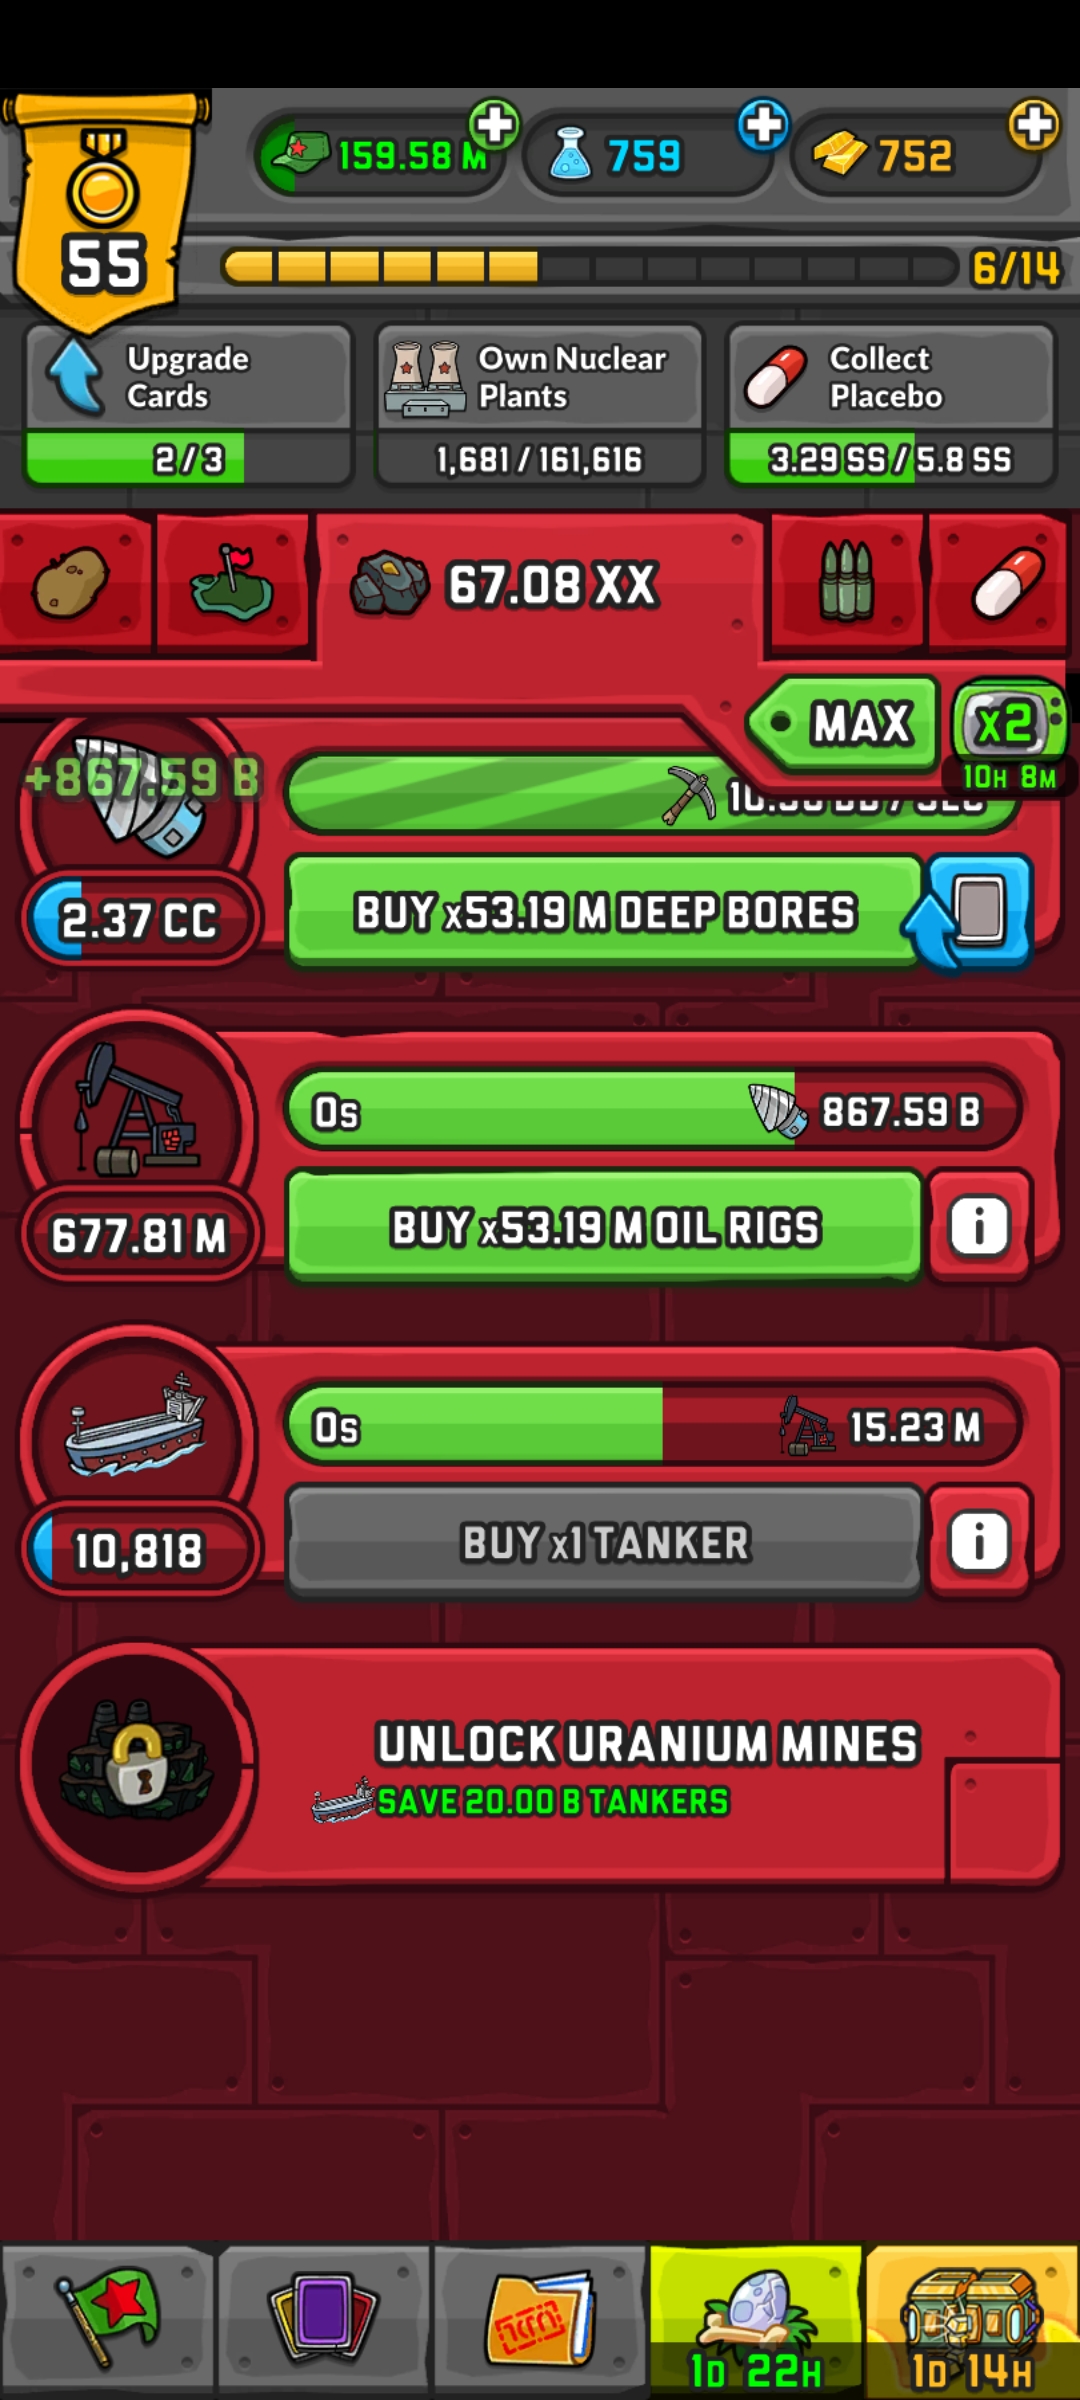 159.58 M
759
752
55
6/14
Upgrade
Cards
2/3
Own Nuclear
Plants
1,681/161,616
Collect
Placebo
3.29 SS/5.8 SS
67.08 XX
MAX
x2
10H 8M
+867.59 B
2.37 CC
BUY x53.19 M DEEP BORES
0s
867.59 B
677.81 M
BUY x53.19 M OIL RIGS
i
0s
15.23 M
10,818
BUY x1 TANKER
i
UNLOCK URANIUM MINES
SAVE 20.00 B TANKERS
1D 22H
1D 14H